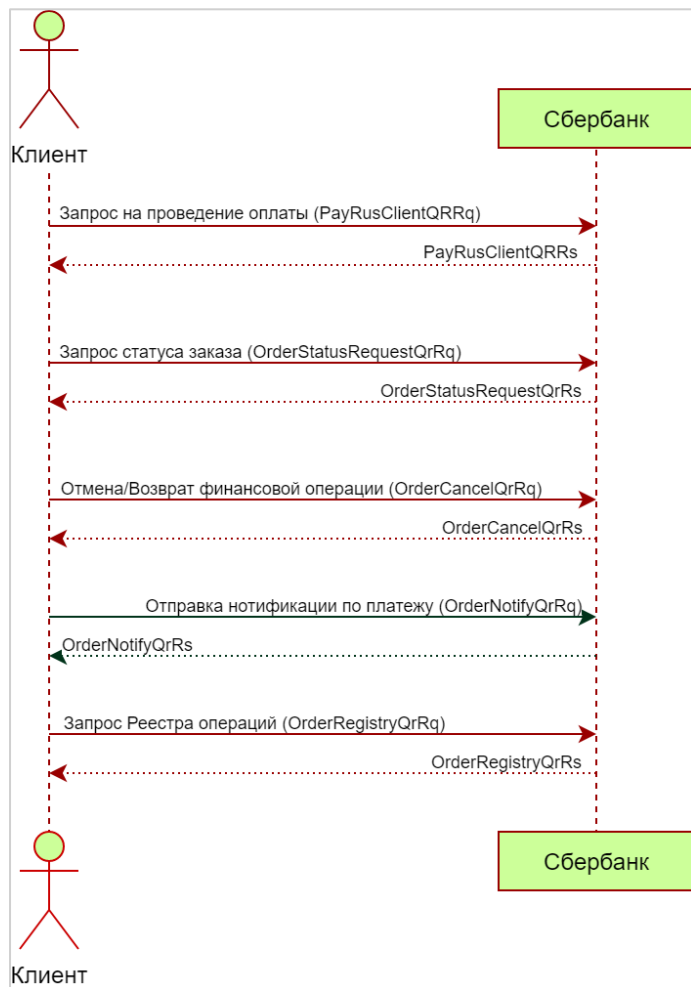 Клиент
Сбербанк
Запрос на проведение оплаты (PayRusClientQRRq)
PayRusClientQRRs
Запрос статуса заказа (OrderStatusRequestQrRq)
OrderStatusRequestQrRs
Отмена/Возврат финансовой операции (OrderCancelQrRq)
OrderCancelQrRs
Отправка нотификации по платежу (OrderNotifyQrRq)
OrderNotifyQrRs
Запрос Реестра операций (OrderRegistryQrRq)
OrderRegistryQrRs
Сбербанк
Клиент